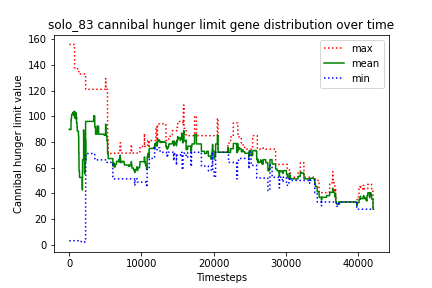 solo_83 cannibal hunger limit gene distribution over time
160
140
120
100
80
60
40
20
0
Cannibal hunger limit value
max
mean
min
0
10000
20000
30000
40000
Timesteps